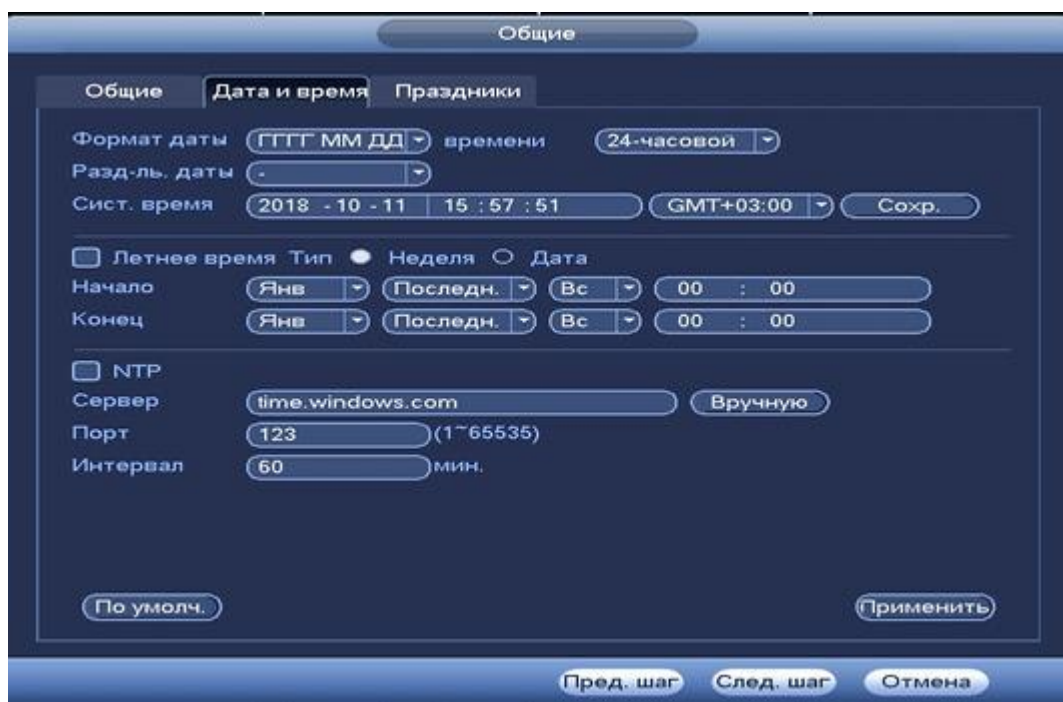 Общие
Общие Дата и время Праздники
Формат даты ГГГГ ММ ДД времени 24-часовой
Разд-ль. даты -
Сист. время 2018 - 10 - 11 15 : 57 : 51 GMT+03:00 Сохр.
Летнее время Тип Неделя Дата
Начало Янв Последн. Вс 00 : 00
Конец Янв Последн. Вс 00 : 00
NTP
Сервер time.windows.com Вручную
Порт 123 (1~65535)
Интервал 60 мин.
По умолч. Применить
Пред. шаг След. шаг Отмена